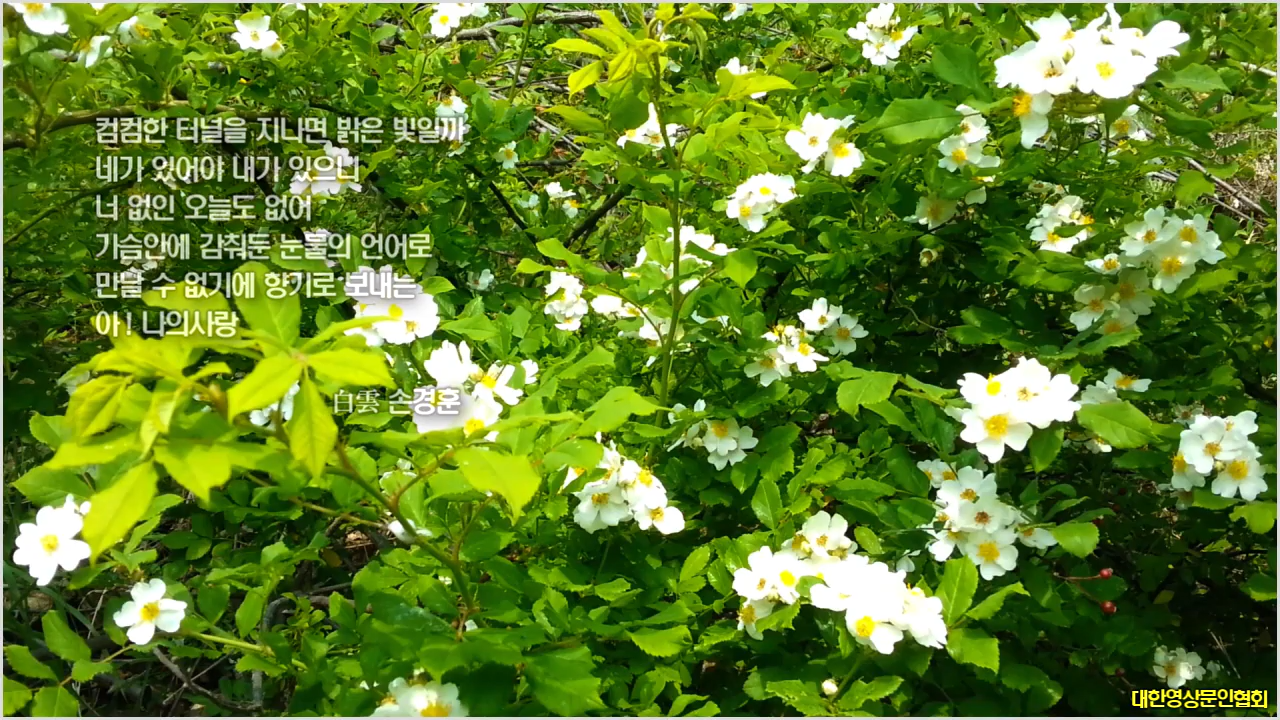 컴컴한 터널을 지나면 밝은 빛일까
네가 있어야 내가 있으니
너 없인 오늘도 없어
가슴안에 감춰둔 눈물의 언어로
만날 수 없기에 향기로 보내는
아 ! 나의사랑
白雲 손경훈
대한영상문인협회